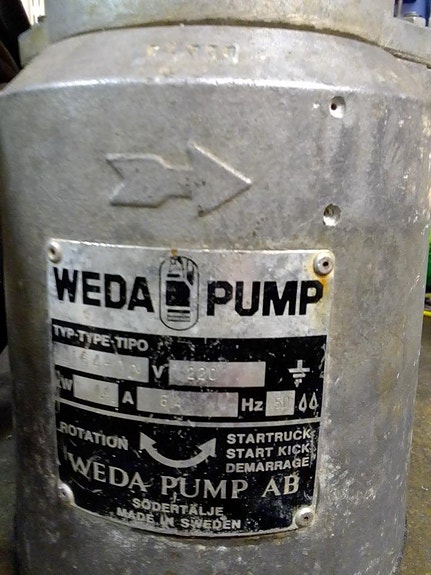 WEDA PUMP
TYP-TYPE-TIPO
V 220
W A Hz 50
ROTATION
STARTRUCK
START KICK
DEMARRAGE
WEDA PUMP AB
SÖDERTÄLJE
MADE IN SWEDEN